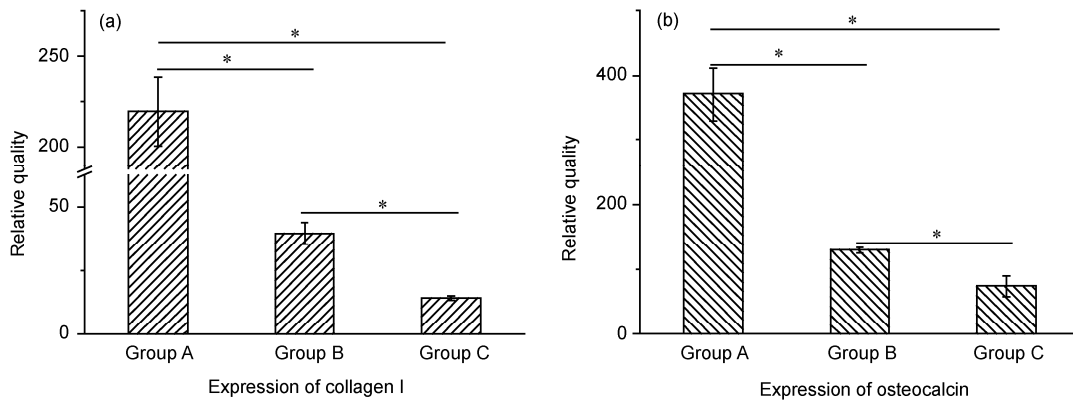 (a)
Relative quality
250
200
50
0
*
*
*
Group A Group B Group C
Expression of collagen I
(b)
Relative quality
400
200
0
*
*
*
Group A Group B Group C
Expression of osteocalcin